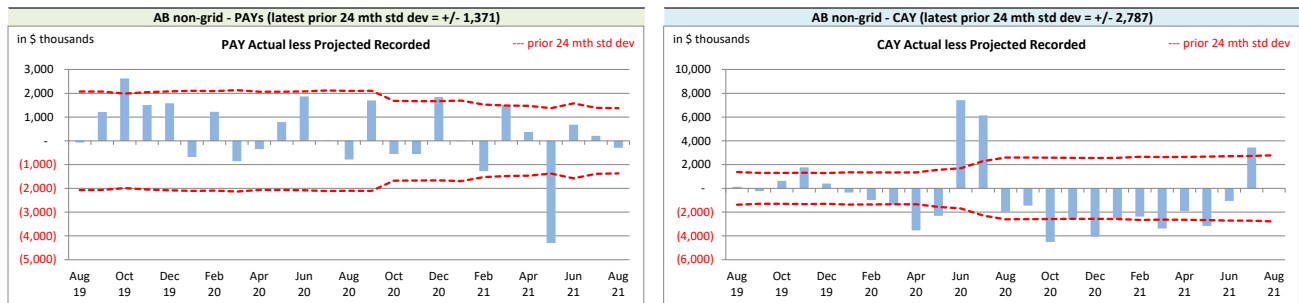 AB non-grid - PAYs (latest prior 24 mth std dev = +/- 1,371)
in $ thousands
PAY Actual less Projected Recorded
--- prior 24 mth std dev
3,000
2,000
1,000
-
(1,000)
(2,000)
(3,000)
(4,000)
(5,000)
Aug Oct Dec Feb Apr Jun Aug Oct Dec Feb Apr Jun Aug
19 19 19 20 20 20 20 20 20 21 21 21 21
AB non-grid - CAY (latest prior 24 mth std dev = +/- 2,787)
in $ thousands
CAY Actual less Projected Recorded
--- prior 24 mth std dev
10,000
8,000
6,000
4,000
2,000
-
(2,000)
(4,000)
(6,000)
Aug Oct Dec Feb Apr Jun Aug Oct Dec Feb Apr Jun Aug
19 19 19 20 20 20 20 20 20 21 21 21 21